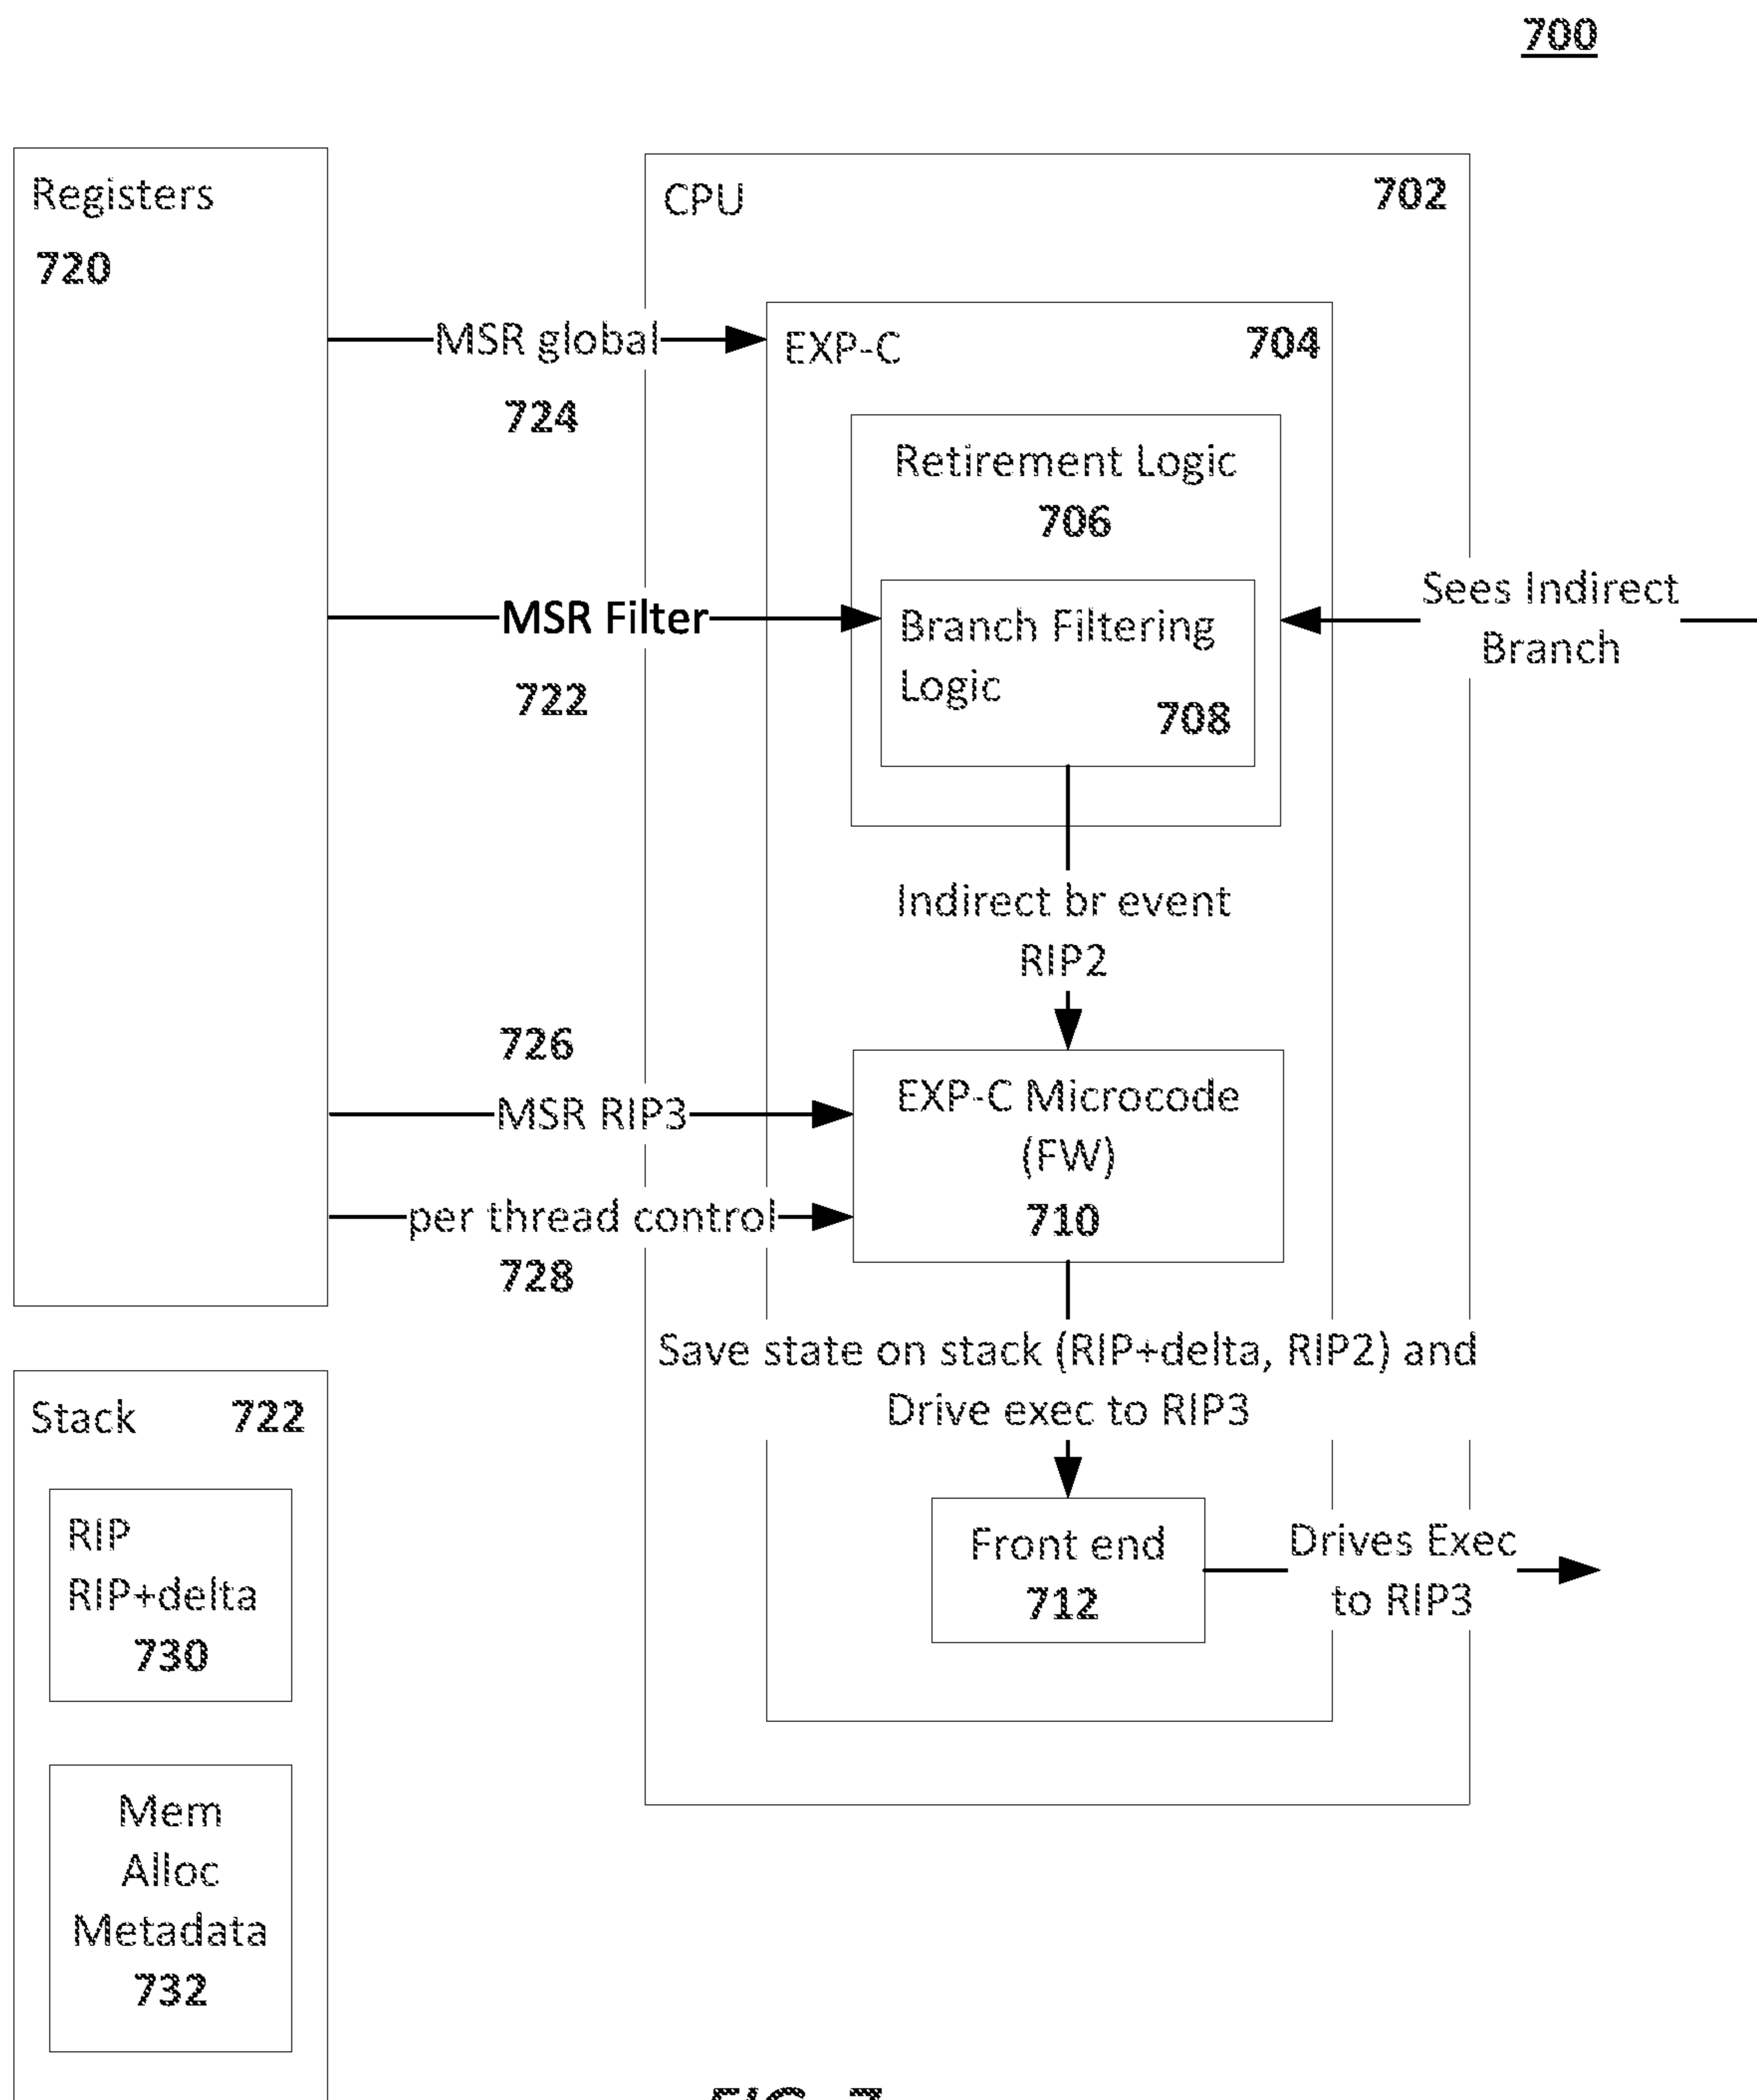 700
Registers
720
CPU
702
MSR global
724
EXP-C
704
Retirement Logic
706
MSR Filter
722
Branch Filtering
Logic
708
Sees Indirect
Branch
Indirect br event
RIP2
726
MSR RIP3
EXP-C Microcode
(FW)
710
per thread control
728
Save state on stack (RIP+delta, RIP2) and
Drive exec to RIP3
Stack
722
RIP
RIP+delta
730
Front end
712
Drives Exec
to RIP3
Mem
Alloc
Metadata
732
FIG. 7